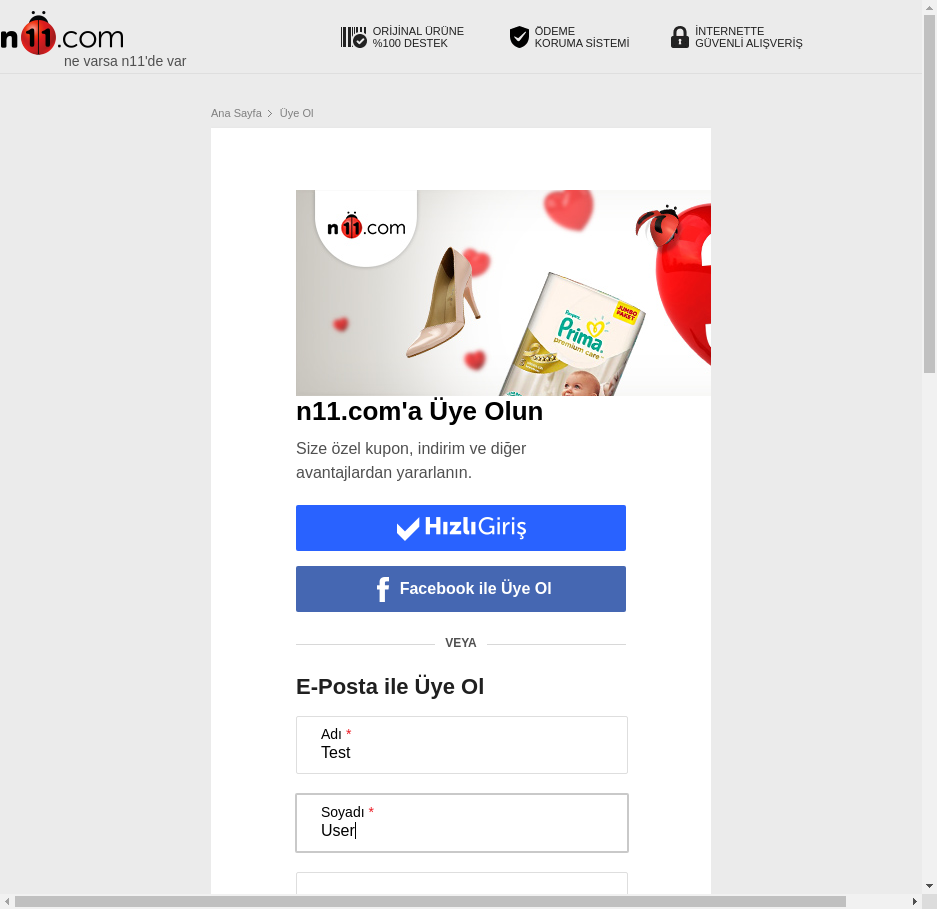 n11.com
ne varsa n11'de var
ORİJİNAL ÜRÜNE
%100 DESTEK
ÖDEME
KORUMA SİSTEMİ
İNTERNETTE
GÜVENLİ ALIŞVERİŞ
Ana Sayfa > Üye Ol
n11.com
JUMBO
PAKET
Pampers
Prima
premium care
n11.com'a Üye Olun
Size özel kupon, indirim ve diğer
avantajlardan yararlanın.
HızlıGiriş
Facebook ile Üye Ol
VEYA
E-Posta ile Üye Ol
Adı *
Test
Soyadı *
User